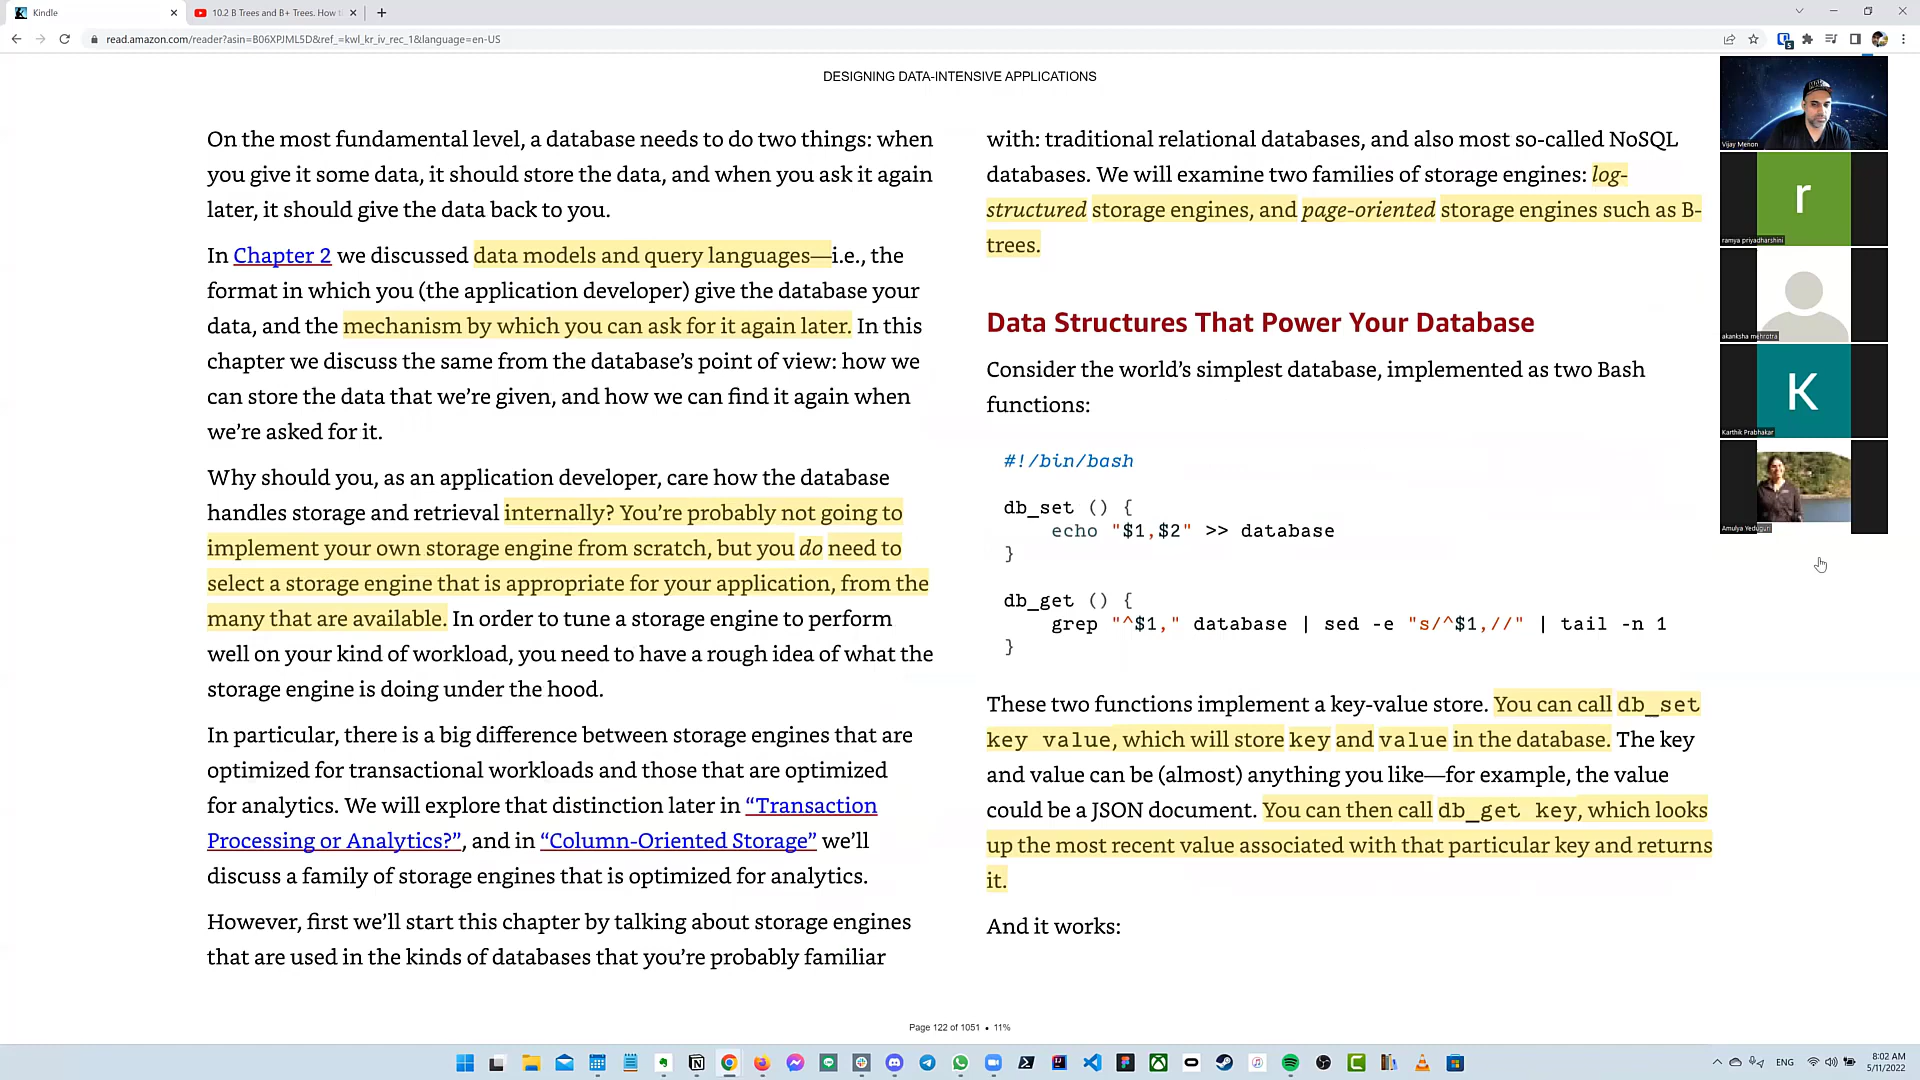 Kindle
10.2 B Trees and B+ Trees. How
read.amazon.com/reader?asin=B06XPJML5D&ref_=kwl_kr_iv_rec_1&language=en-US
DESIGNING DATA-INTENSIVE APPLICATIONS
On the most fundamental level, a database needs to do two things: when
you give it some data, it should store the data, and when you ask it again
later, it should give the data back to you.
In Chapter 2 we discussed data models and query languages—i.e., the
format in which you (the application developer) give the database your
data, and the mechanism by which you can ask for it again later. In this
chapter we discuss the same from the database’s point of view: how we
can store the data that we’re given, and how we can find it again when
we’re asked for it.
Why should you, as an application developer, care how the database
handles storage and retrieval internally? You’re probably not going to
implement your own storage engine from scratch, but you do need to
select a storage engine that is appropriate for your application, from the
many that are available. In order to tune a storage engine to perform
well on your kind of workload, you need to have a rough idea of what the
storage engine is doing under the hood.
In particular, there is a big difference between storage engines that are
optimized for transactional workloads and those that are optimized
for analytics. We will explore that distinction later in “Transaction
Processing or Analytics?”, and in “Column-Oriented Storage” we’ll
discuss a family of storage engines that is optimized for analytics.
However, first we’ll start this chapter by talking about storage engines
that are used in the kinds of databases that you’re probably familiar
with: traditional relational databases, and also most so-called NoSQL
databases. We will examine two families of storage engines: log-
structured storage engines, and page-oriented storage engines such as B-
trees.
Data Structures That Power Your Database
Consider the world’s simplest database, implemented as two Bash
functions:
#!/bin/bash
db_set () {
    echo "$1,$2" >> database
}
db_get () {
    grep "^$1," database | sed -e "s/^$1,//" | tail -n 1
}
These two functions implement a key-value store. You can call db_set
key value, which will store key and value in the database. The key
and value can be (almost) anything you like—for example, the value
could be a JSON document. You can then call db_get key, which looks
up the most recent value associated with that particular key and returns
it.
And it works:
Page 122 of 1051 • 11%
Vijay Menon
r
ramya priyadharshini
akanksha mehrotra
K
Karthik Prabhakar
Amulya Yeduguri
ENG
8:02 AM
5/11/2022